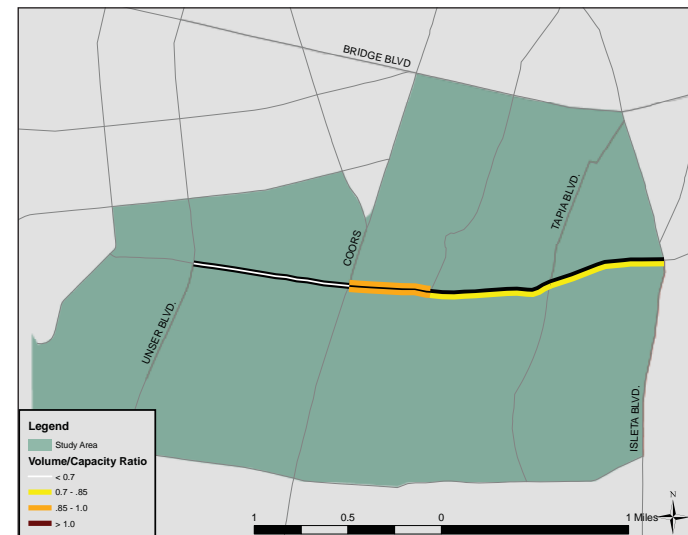 BRIDGE BLVD
TAPIA BLVD.
COORS
UNSER BLVD.
ISLETA BLVD.
Legend
Study Area
Volume/Capacity Ratio
< 0.7
0.7 - .85
.85 - 1.0
> 1.0
N
1 0.5 0 1 Miles